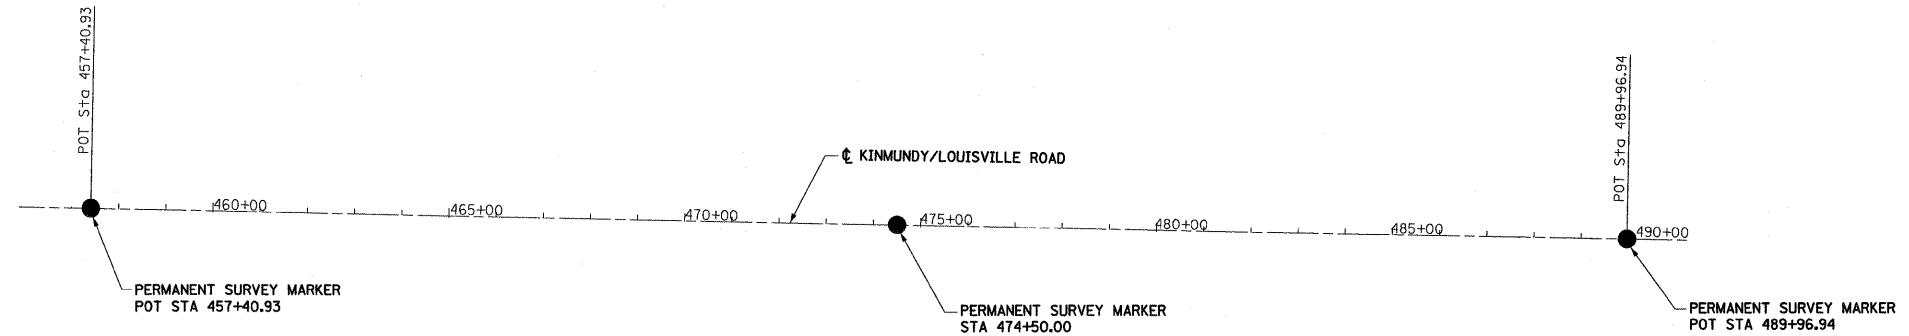 POT Sta 457+40.93
POT Sta 489+96.94
℄ KINMUNDY/LOUISVILLE ROAD
460+00
465+00
470+00
475+00
480+00
485+00
490+00
PERMANENT SURVEY MARKER
POT STA 457+40.93
PERMANENT SURVEY MARKER
STA 474+50.00
PERMANENT SURVEY MARKER
POT STA 489+96.94